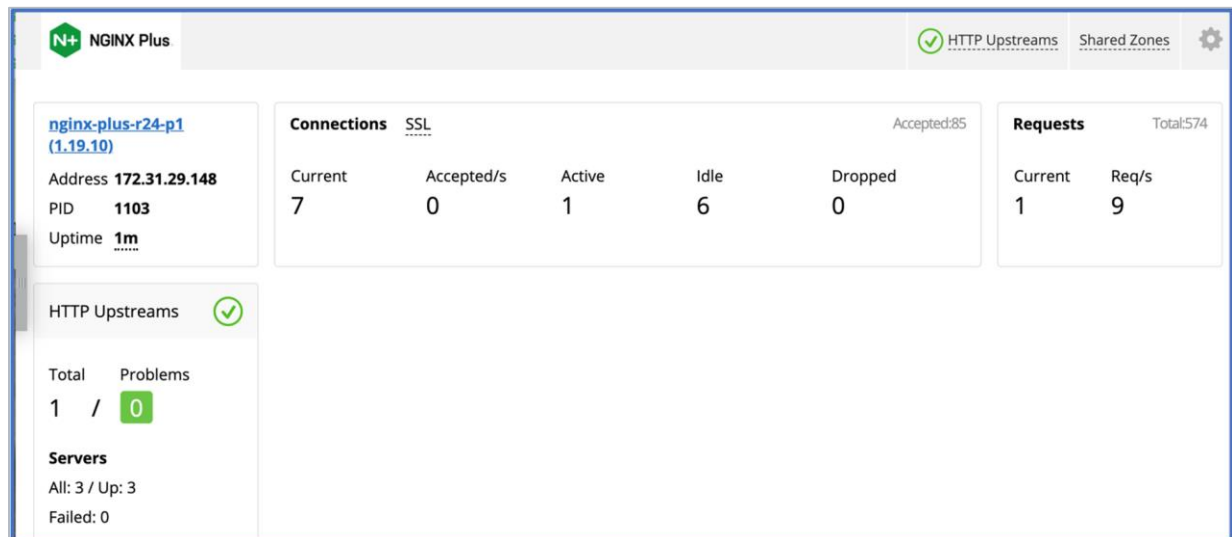 N+ NGINX Plus
HTTP Upstreams Shared Zones
nginx-plus-r24-p1
(1.19.10)
Address 172.31.29.148
PID 1103
Uptime 1m
Connections SSL Accepted:85
Current Accepted/s Active Idle Dropped
7 0 1 6 0
Requests Total:574
Current Req/s
1 9
HTTP Upstreams
Total Problems
1 / 0
Servers
All: 3 / Up: 3
Failed: 0